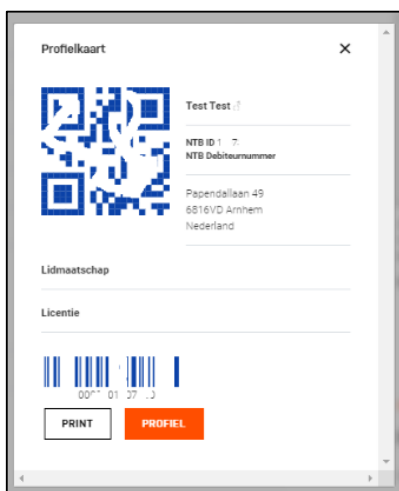 Profielkaart
Test Test
NTB ID
NTB Debiteurnummer
Papendallaan 49
6816VD Arnhem
Nederland
Lidmaatschap
Licentie
PRINT
PROFIEL